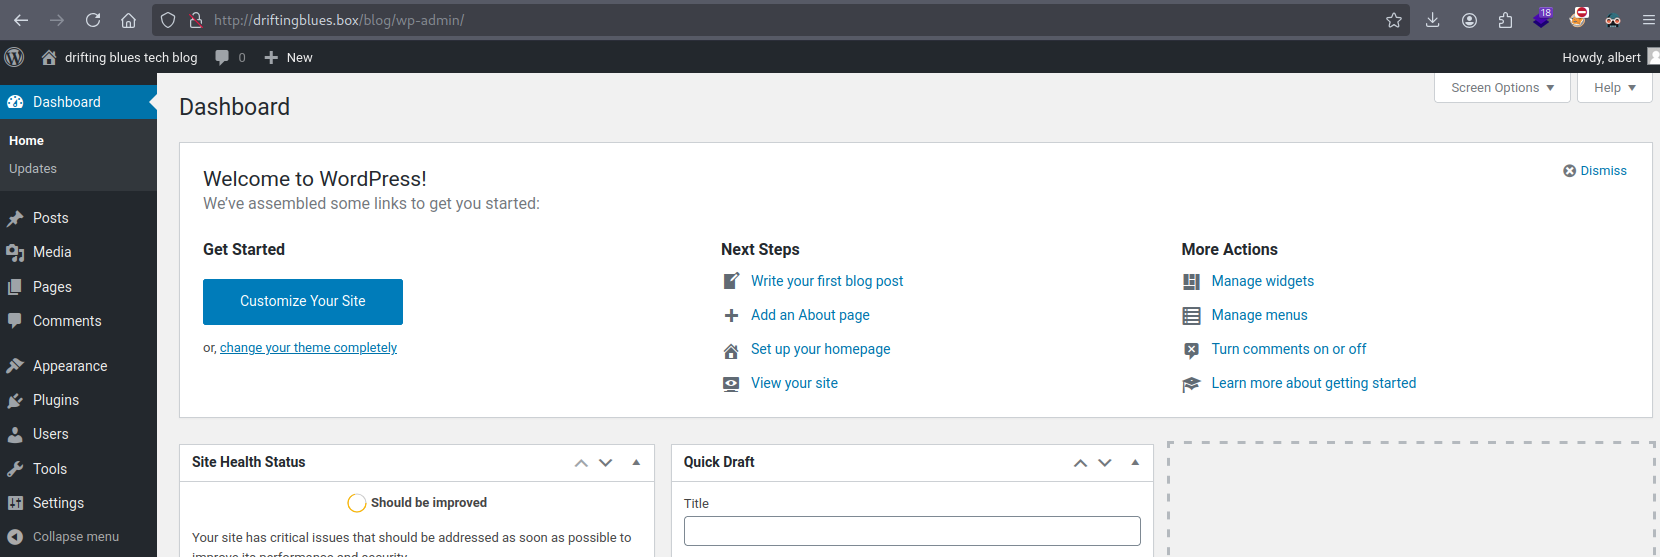 http://driftingblues.box/blog/wp-admin/
18
drifting blues tech blog 0 New Howdy, albert
Dashboard
Home
Updates
Posts
Media
Pages
Comments
Appearance
Plugins
Users
Tools
Settings
Collapse menu
Screen Options Help
Dashboard
Welcome to WordPress! Dismiss
We've assembled some links to get you started:
Get Started
Customize Your Site
or, change your theme completely
Next Steps
Write your first blog post
Add an About page
Set up your homepage
View your site
More Actions
Manage widgets
Manage menus
Turn comments on or off
Learn more about getting started
Site Health Status
Should be improved
Your site has critical issues that should be addressed as soon as possible to
improve its performance and security.
Quick Draft
Title